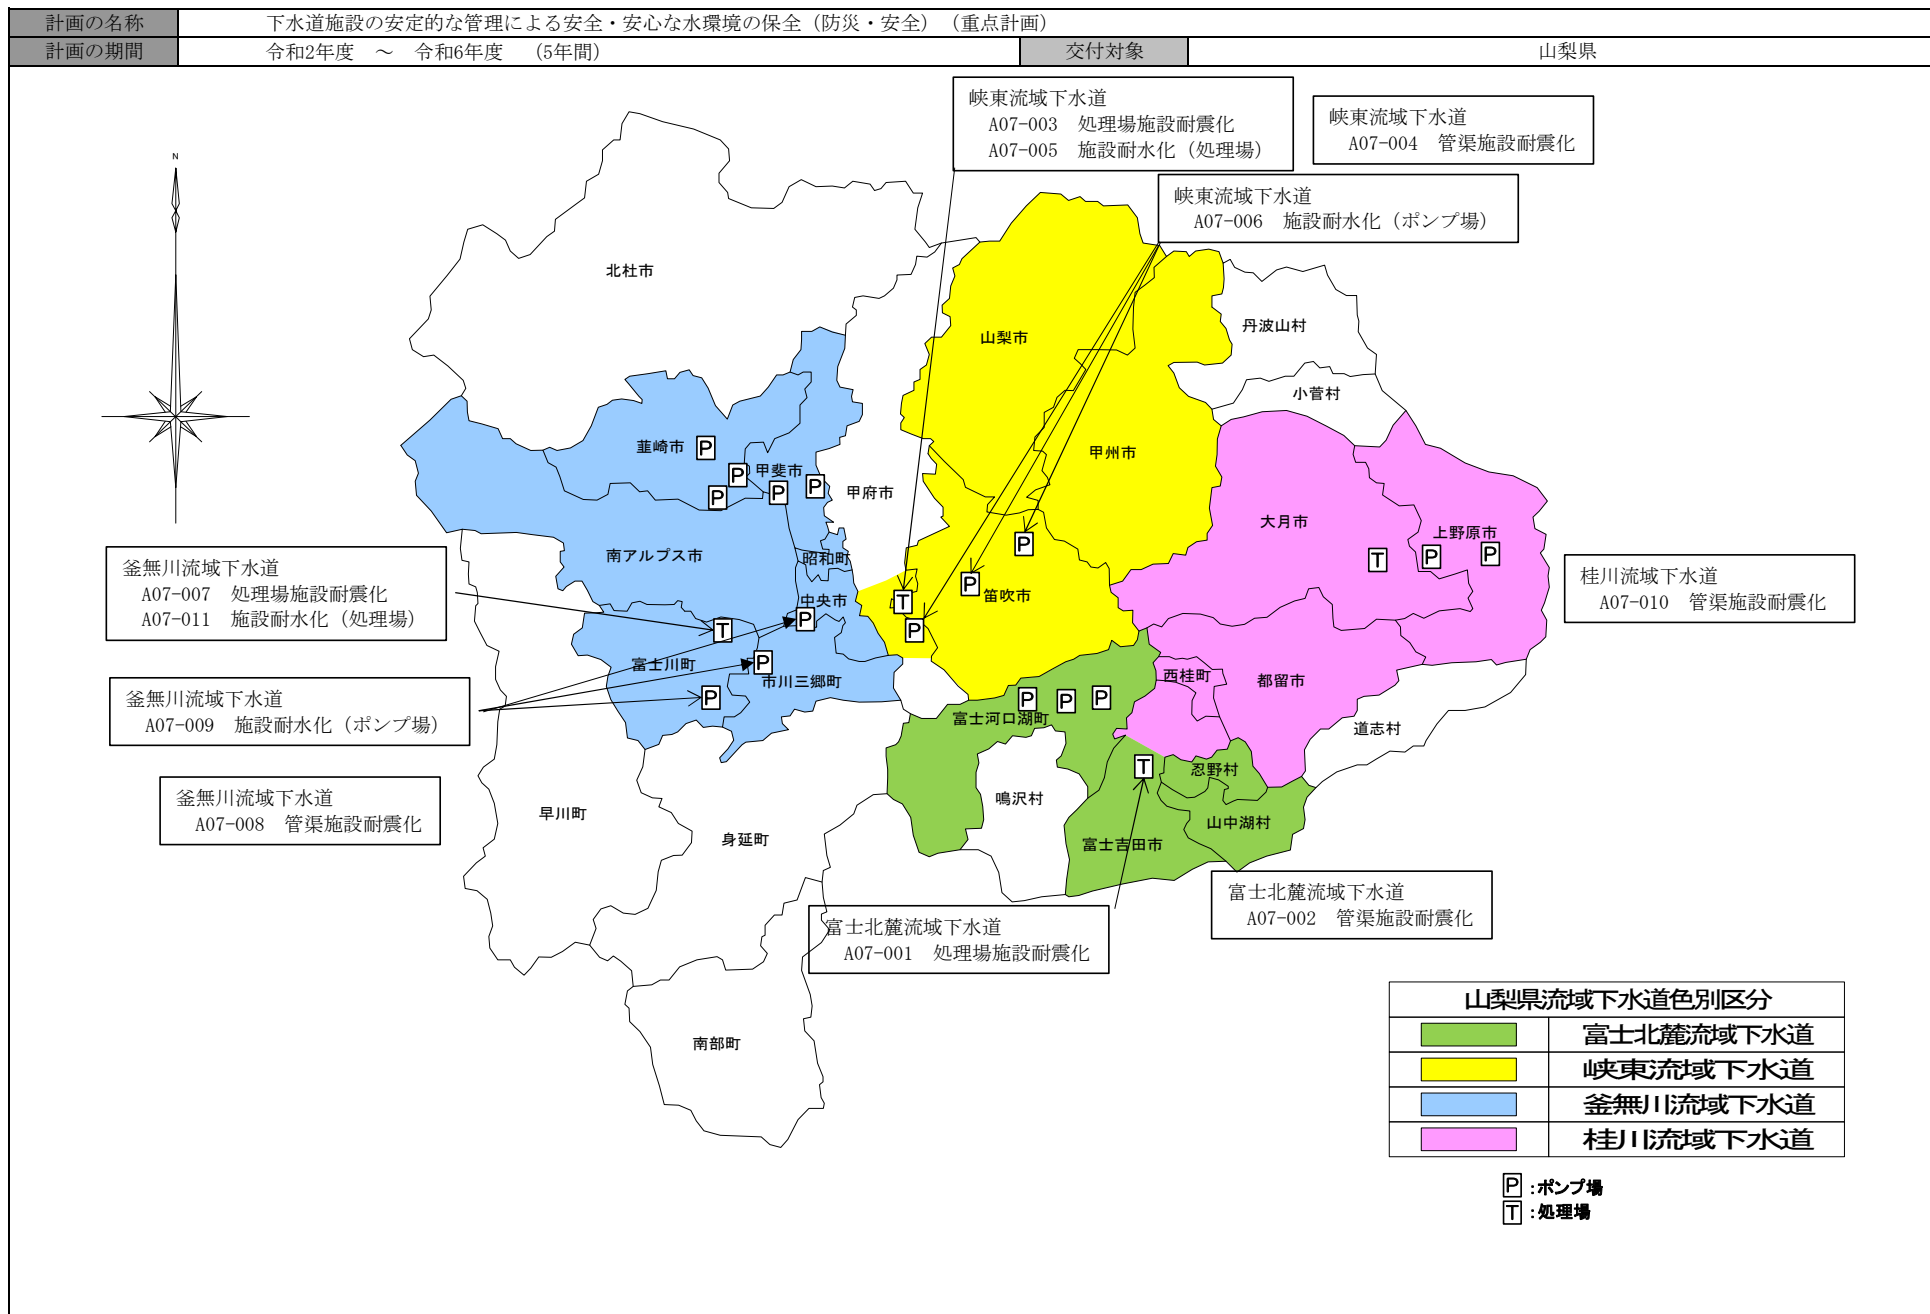 計画の名称 下水道施設の安定的な管理による安全・安心な水環境の保全（防災・安全）（重点計画）
計画の期間 令和2年度 ～ 令和6年度 （5年間） 交付対象 山梨県
峡東流域下水道
A07-003 処理場施設耐震化
A07-005 施設耐水化（処理場）
峡東流域下水道
A07-004 管渠施設耐震化
峡東流域下水道
A07-006 施設耐水化（ポンプ場）
N
北杜市
山梨市
丹波山村
小菅村
韮崎市
P
甲斐市
P
P
P
P
甲府市
甲州市
大月市
上野原市
T
P
P
南アルプス市
昭和町
中央市
P
P
笛吹市
T
P
釜無川流域下水道
A07-007 処理場施設耐震化
A07-011 施設耐水化（処理場）
桂川流域下水道
A07-010 管渠施設耐震化
P
T
富士川町
P
市川三郷町
P
西桂町
都留市
釜無川流域下水道
A07-009 施設耐水化（ポンプ場）
P
P
P
富士河口湖町
道志村
T
忍野村
鳴沢村
山中湖村
富士吉田市
釜無川流域下水道
A07-008 管渠施設耐震化
早川町
身延町
富士北麓流域下水道
A07-002 管渠施設耐震化
富士北麓流域下水道
A07-001 処理場施設耐震化
南部町
山梨県流域下水道色別区分
富士北麓流域下水道
峡東流域下水道
釜無川流域下水道
桂川流域下水道
P :ポンプ場
T :処理場